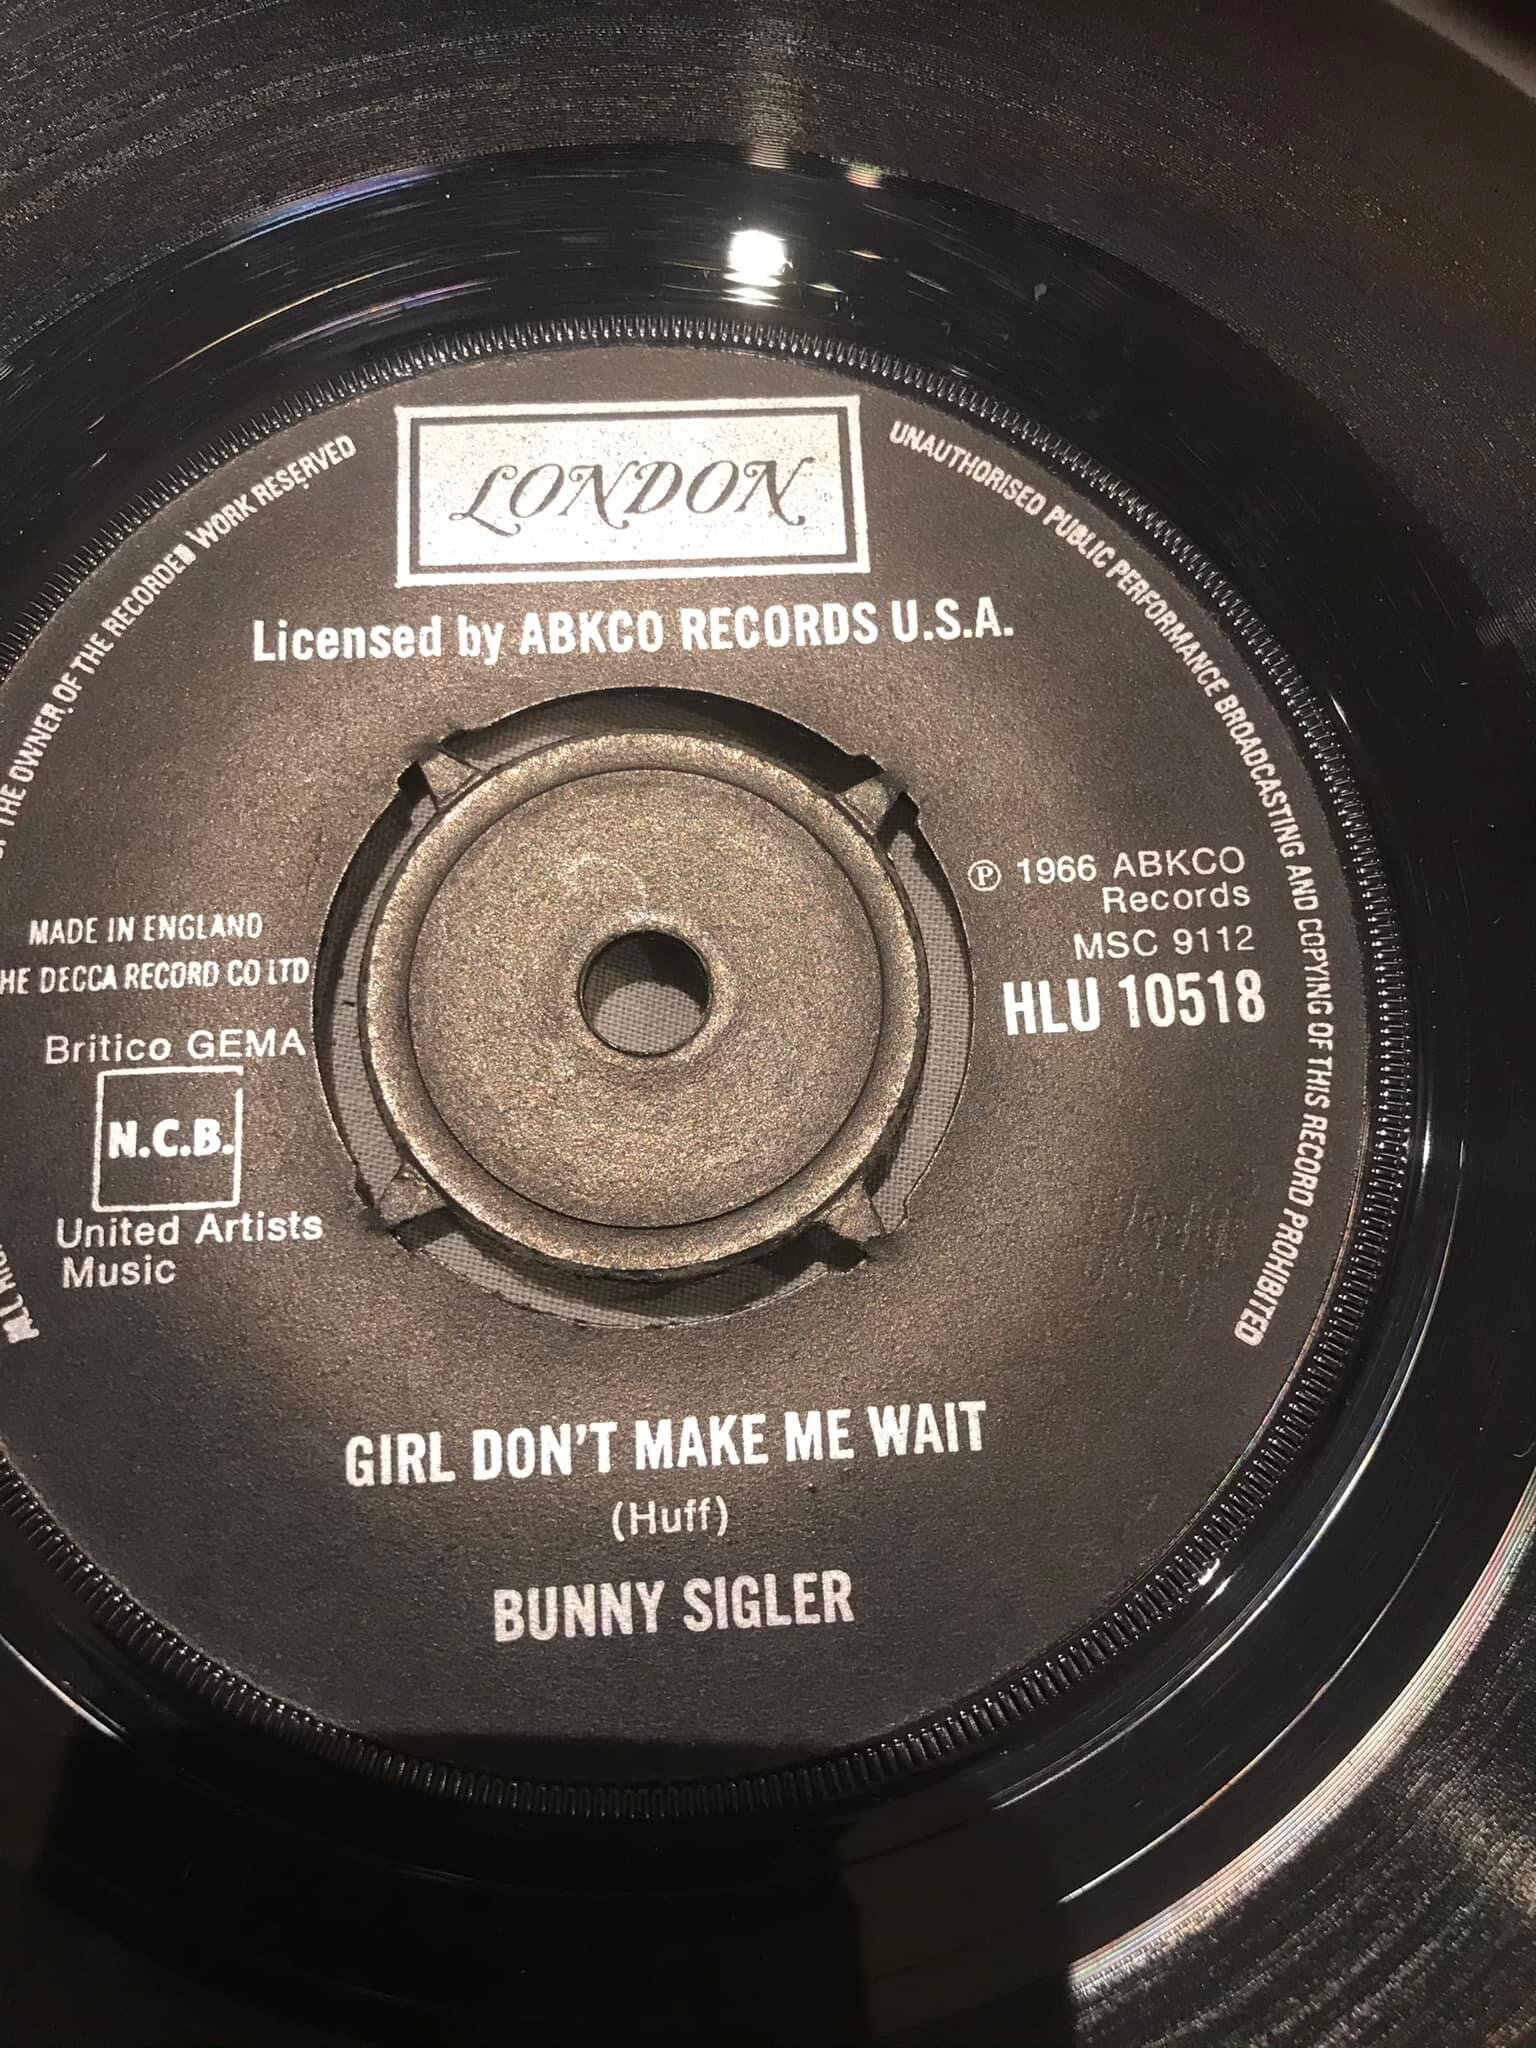 LONDON
Licensed by ABKCO RECORDS U.S.A.
THE OWNER OF THE RECORDED WORK RESERVED
UNAUTHORISED PUBLIC PERFORMANCE BROADCASTING AND COPYING OF THIS RECORD PROHIBITED
MADE IN ENGLAND
HE DECCA RECORD CO LTD
Britico GEMA
N.C.B.
United Artists
Music
℗ 1966 ABKCO
Records
MSC 9112
HLU 10518
GIRL DON'T MAKE ME WAIT
(Huff)
BUNNY SIGLER